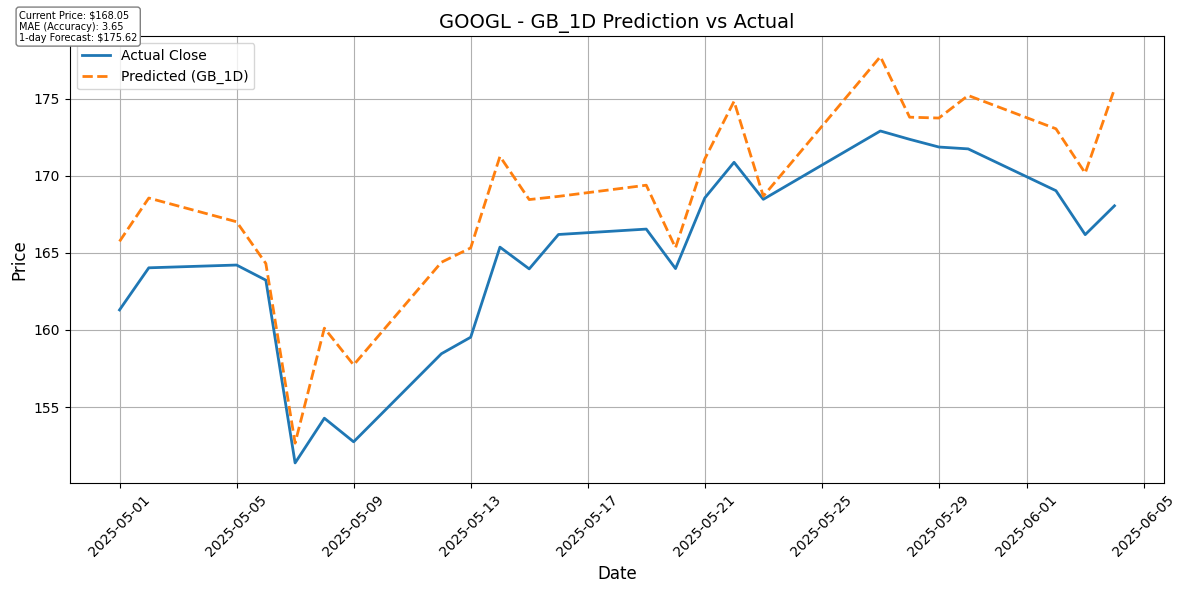 Current Price: $168.05
MAE (Accuracy): 3.65
1-day Forecast: $175.62
GOOGL - GB_1D Prediction vs Actual
Actual Close
Predicted (GB_1D)
Price
175
170
165
160
155
2025-05-01
2025-05-05
2025-05-09
2025-05-13
2025-05-17
2025-05-21
2025-05-25
2025-05-29
2025-06-01
2025-06-05
Date